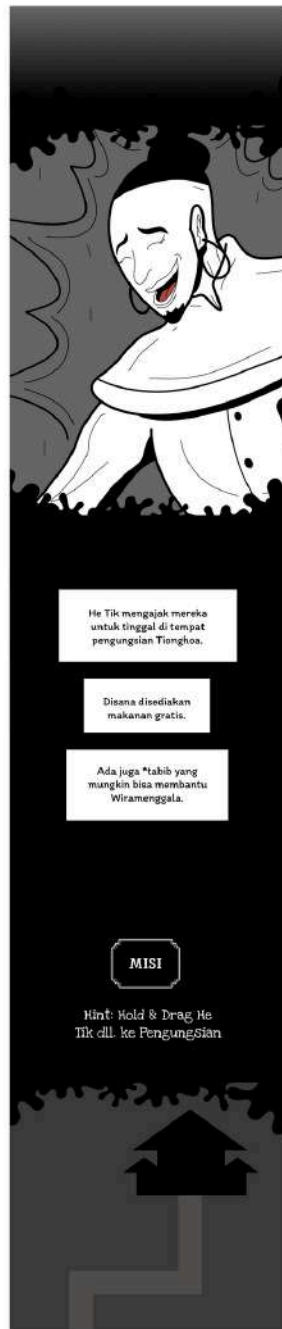 He Tik mengajak mereka
untuk tinggal di tempat
pengungsian Tionghoa.
Disana disediakan
makanan gratis.
Ada juga *tabib yang
mungkin bisa membantu
Wiramenggala.
MISI
Hint: Hold & Drag He
Tik dll. ke Pengungsian